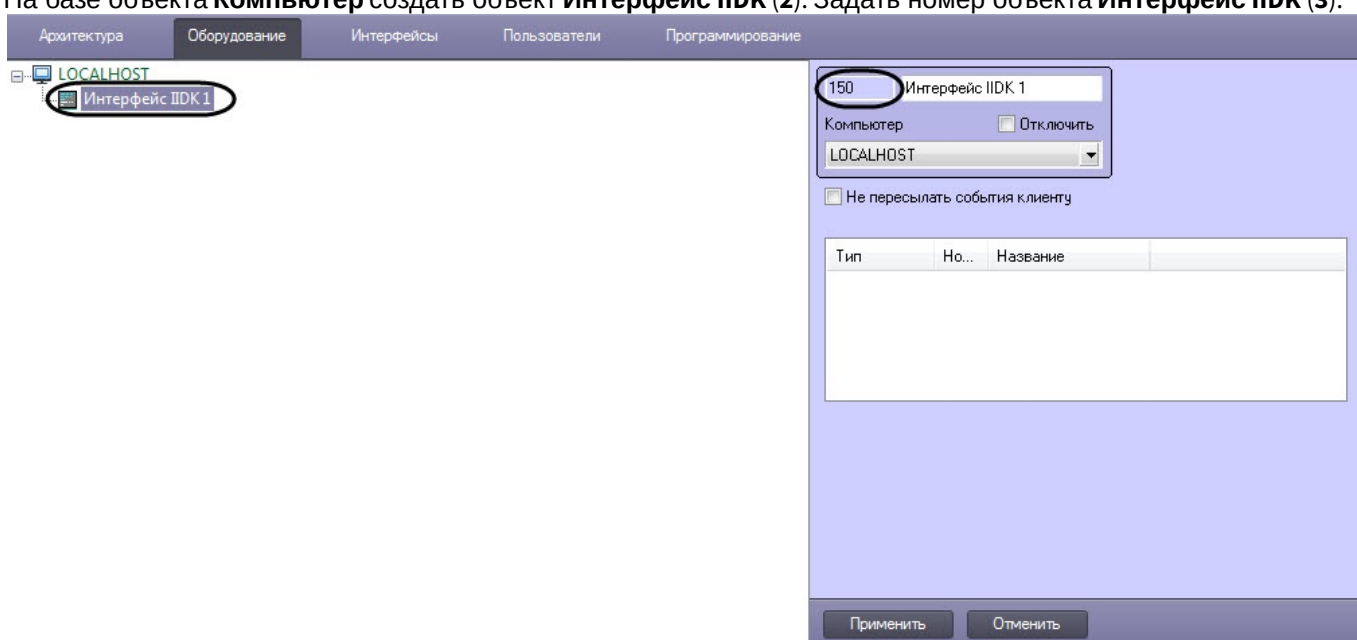 На базе объекта Компьютер создать объект Интерфейс IIDK (2). Задать номер объекта Интерфейс IIDK (3).
Архитектура Оборудование Интерфейсы Пользователи Программирование
LOCALHOST
Интерфейс IIDK 1
150 Интерфейс IIDK 1
Компьютер Отключить
LOCALHOST
Не пересылать события клиенту
Тип Но... Название
Применить Отменить